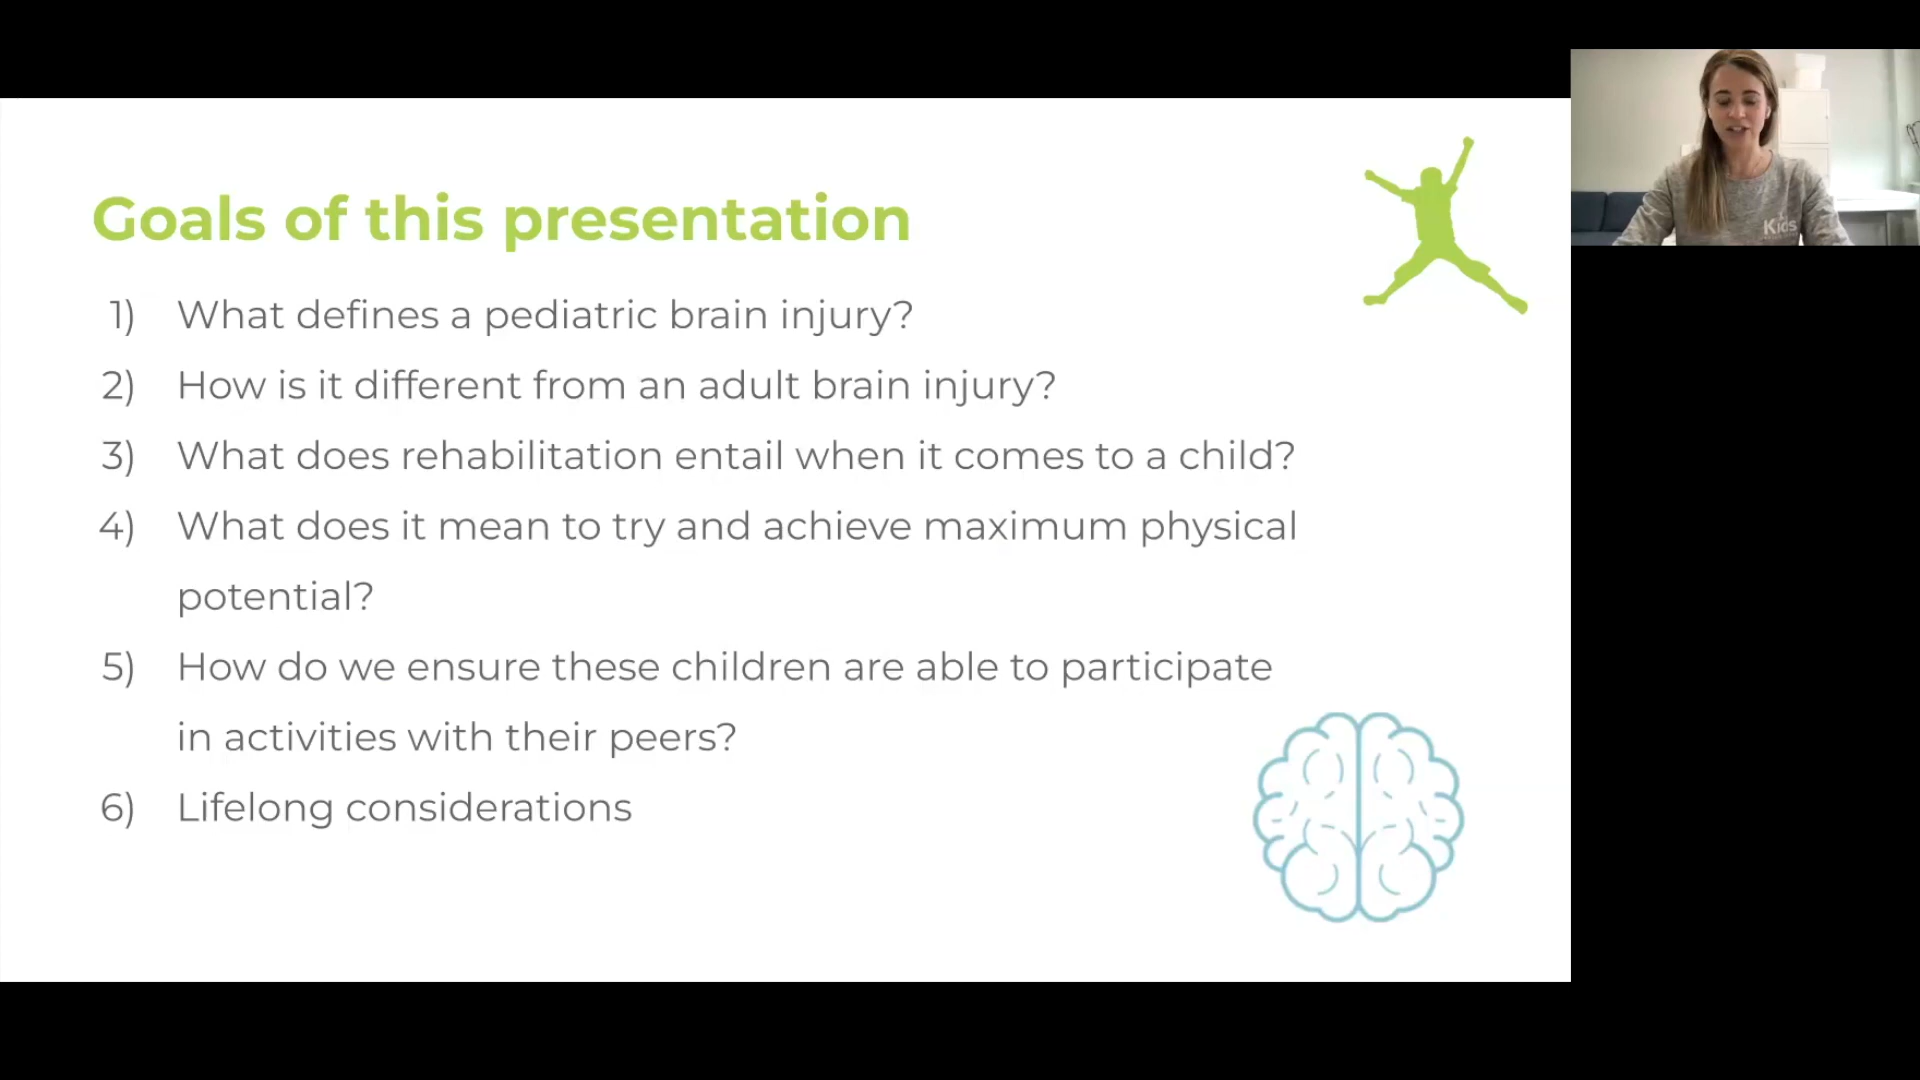 Goals of this presentation
1) What defines a pediatric brain injury?
2) How is it different from an adult brain injury?
3) What does rehabilitation entail when it comes to a child?
4) What does it mean to try and achieve maximum physical
potential?
5) How do we ensure these children are able to participate
in activities with their peers?
6) Lifelong considerations
Kids